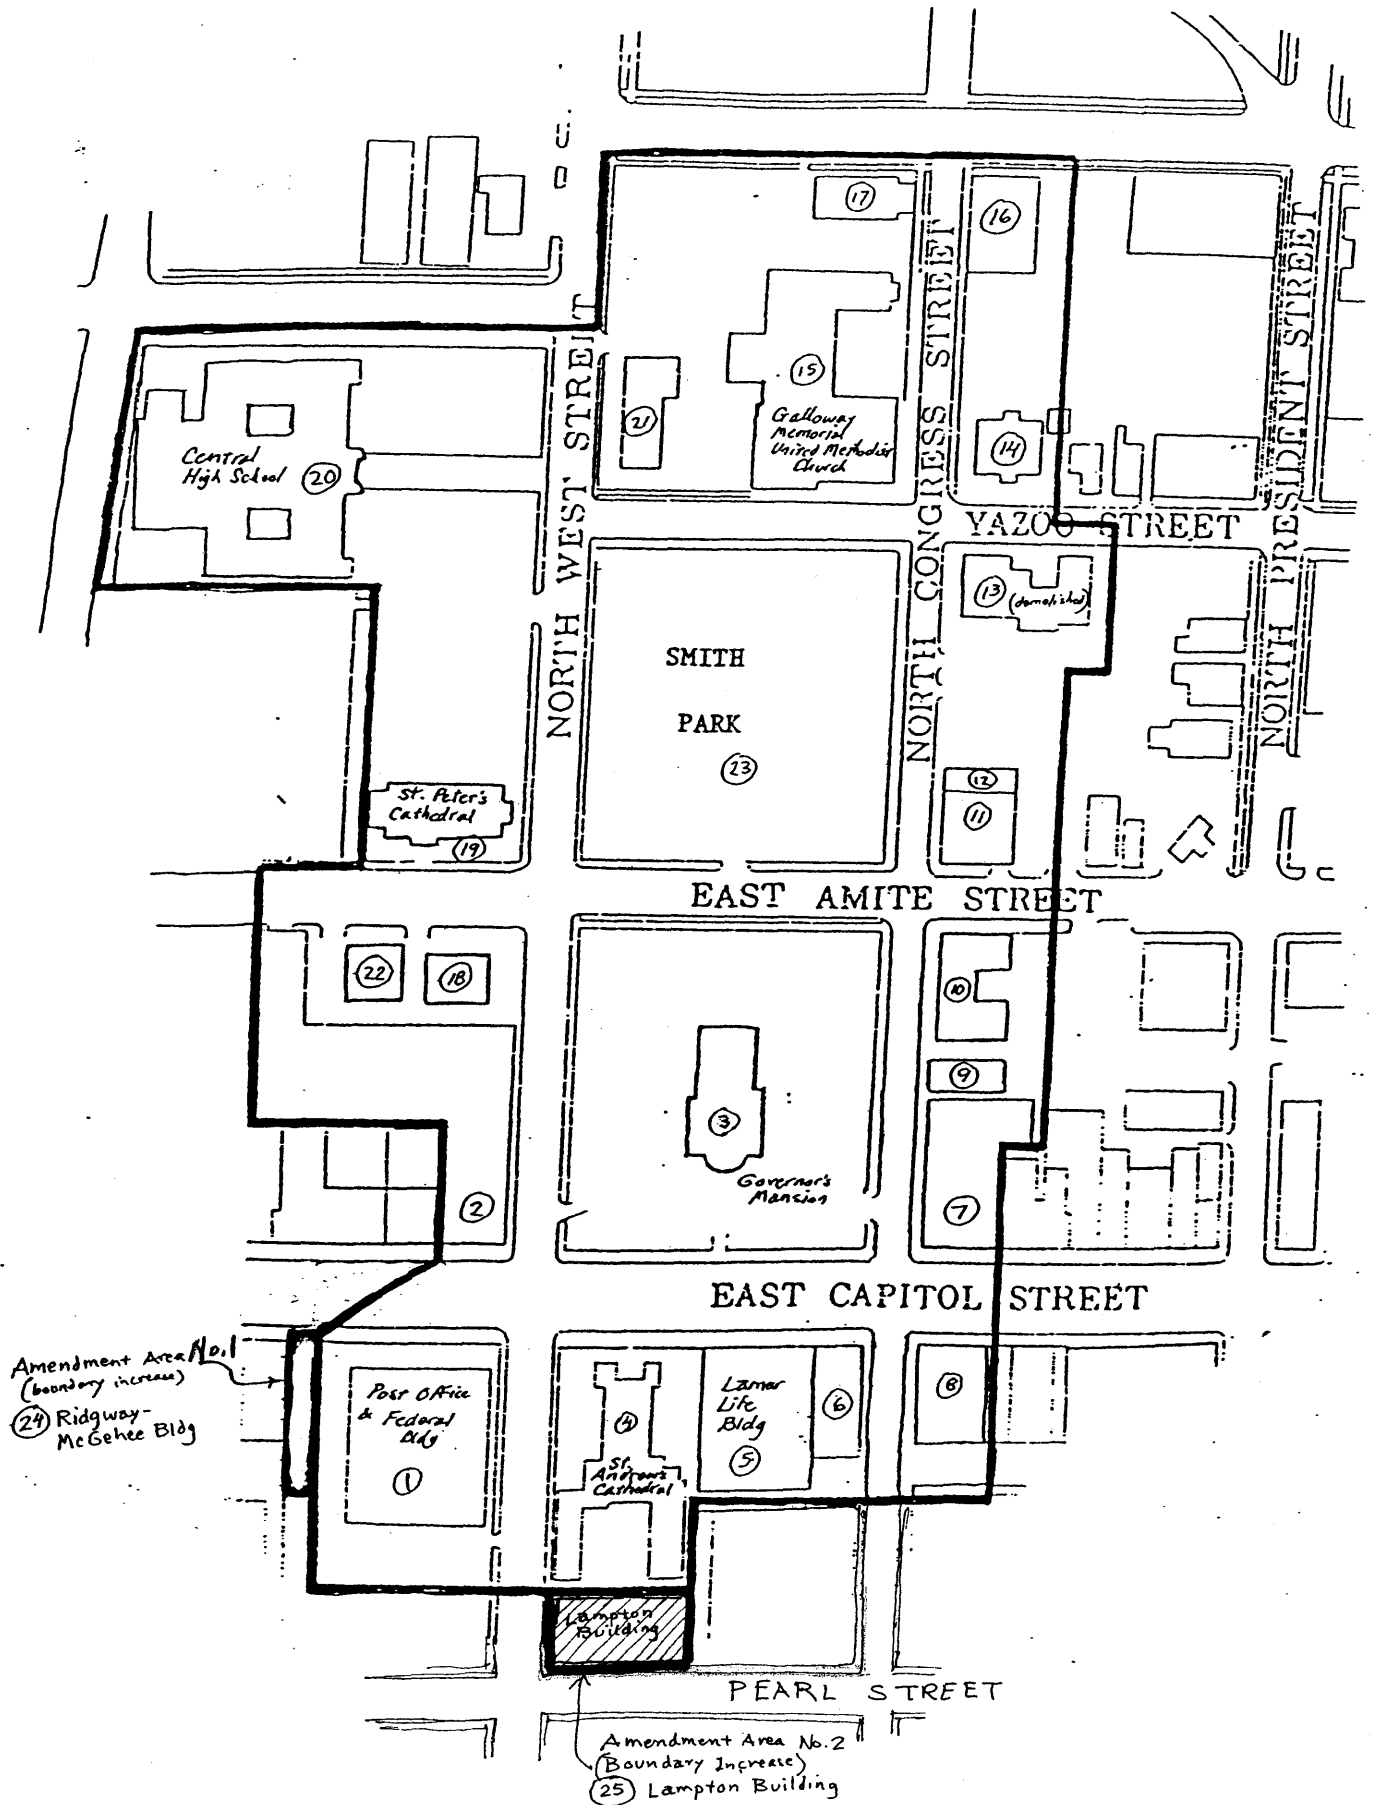 17
16
NORTH WEST STREET
NORTH CONGRESS STREET
NORTH PRESIDENT STREET
15
Galloway
Memorial
United Methodist
Church
21
14
Central
High School
20
YAZOO STREET
13
(demolished)
SMITH
PARK
23
12
11
St. Peter's
Cathedral
19
EAST AMITE STREET
22
18
10
9
3
Governor's
Mansion
2
7
EAST CAPITOL STREET
Amendment Area No.1
(boundary increase)
24 Ridgway-
McGehee Bldg
Post Office
& Federal
Bldg
1
4
St.
Andrew's
Cathedral
Lamar
Life
Bldg
5
6
8
Lampton
Building
PEARL STREET
Amendment Area No.2
(Boundary Increase)
25 Lampton Building